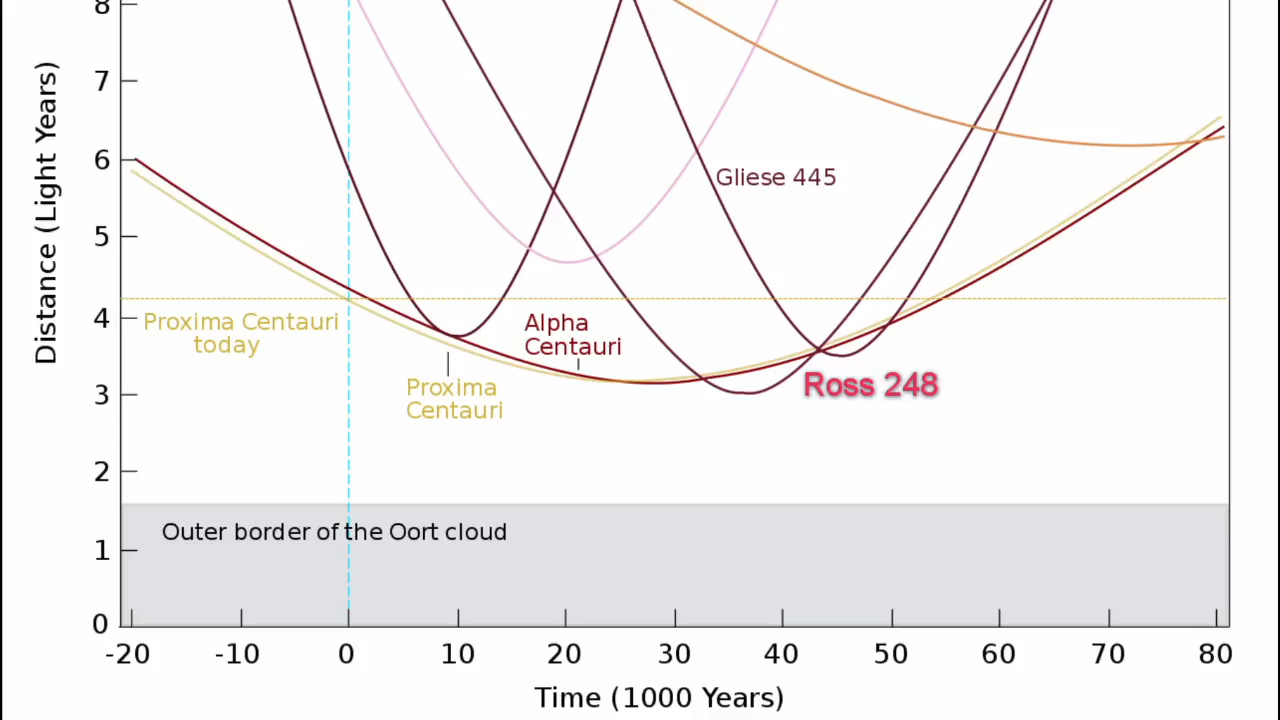 8
7
6
5
4
3
2
1
0
Distance (Light Years)
Gliese 445
Proxima Centauri
today
Alpha
Centauri
Proxima
Centauri
Ross 248
Outer border of the Oort cloud
-20 -10 0 10 20 30 40 50 60 70 80
Time (1000 Years)